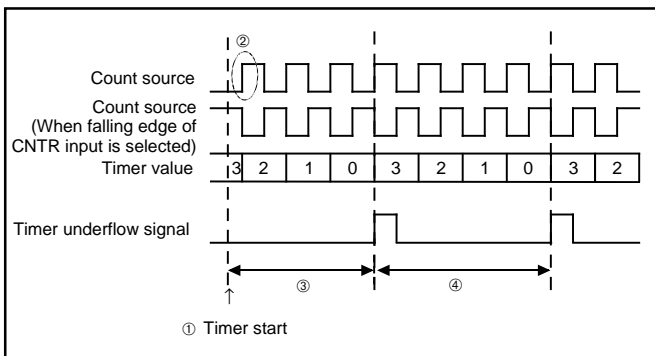 ②
Count source
Count source
(When falling edge of
CNTR input is selected)
Timer value 3 2 1 0 3 2 1 0 3 2
Timer underflow signal
③ ④
① Timer start